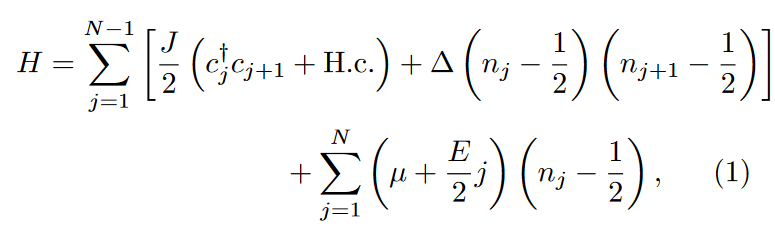 H = \sum_{j=1}^{N-1} \left[ \frac{J}{2} \left( c_j^\dagger c_{j+1} + \text{H.c.} \right) + \Delta \left( n_j - \frac{1}{2} \right) \left( n_{j+1} - \frac{1}{2} \right) \right]
+ \sum_{j=1}^{N} \left( \mu + \frac{E}{2} j \right) \left( n_j - \frac{1}{2} \right), (1)